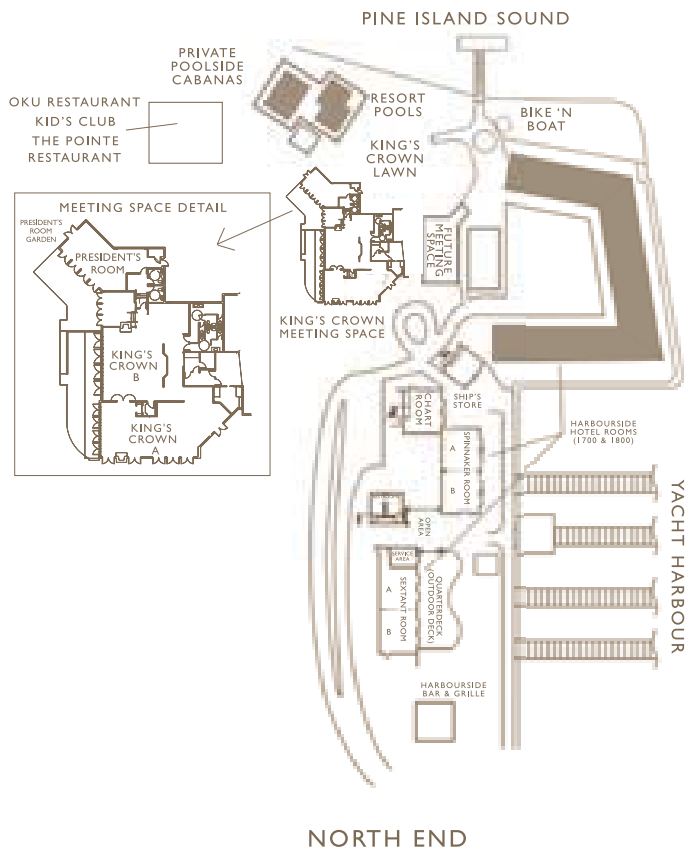 PINE ISLAND SOUND
PRIVATE
POOLSIDE
CABANAS
OKU RESTAURANT
KID'S CLUB
THE POINTE
RESTAURANT
RESORT
POOLS
BIKE 'N
BOAT
KING'S
CROWN
LAWN
MEETING SPACE DETAIL
PRESIDENT'S
ROOM
GARDEN
PRESIDENT'S
ROOM
KING'S
CROWN
B
KING'S
CROWN
A
FUTURE
MEETING
SPACE
KING'S CROWN
MEETING SPACE
CHART
ROOM
SHIP'S
STORE
SPINNAKER ROOM
A
B
HARBOURSIDE
HOTEL ROOMS
(1700 & 1800)
OPEN
AREA
SERVICE
AREA
SEXTANT ROOM
A
B
QUARTERDECK
(OUTDOOR DECK)
YACHT HARBOUR
HARBOURSIDE
BAR & GRILLE
NORTH END